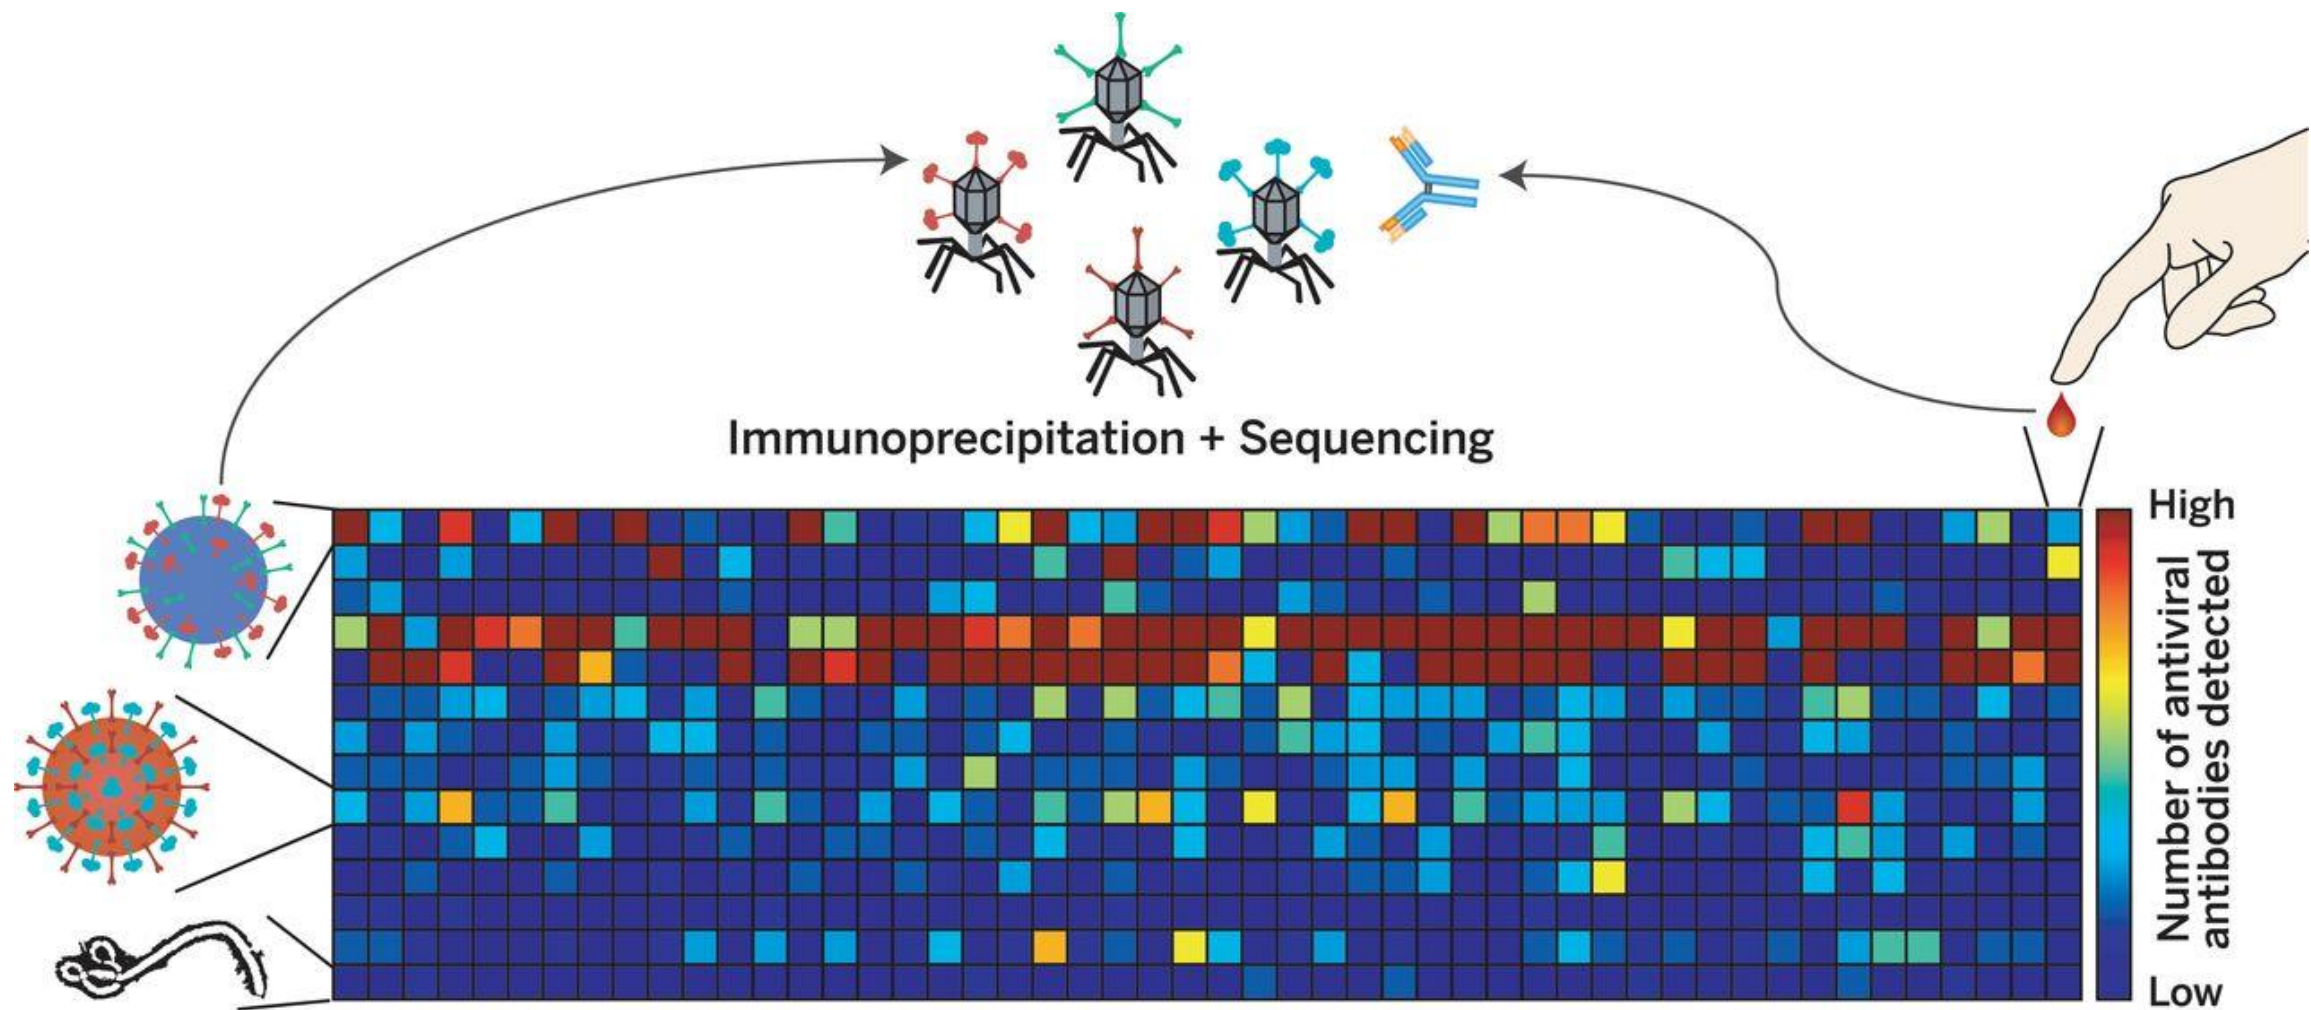 Immunoprecipitation + Sequencing
High
Number of antiviral
antibodies detected
Low